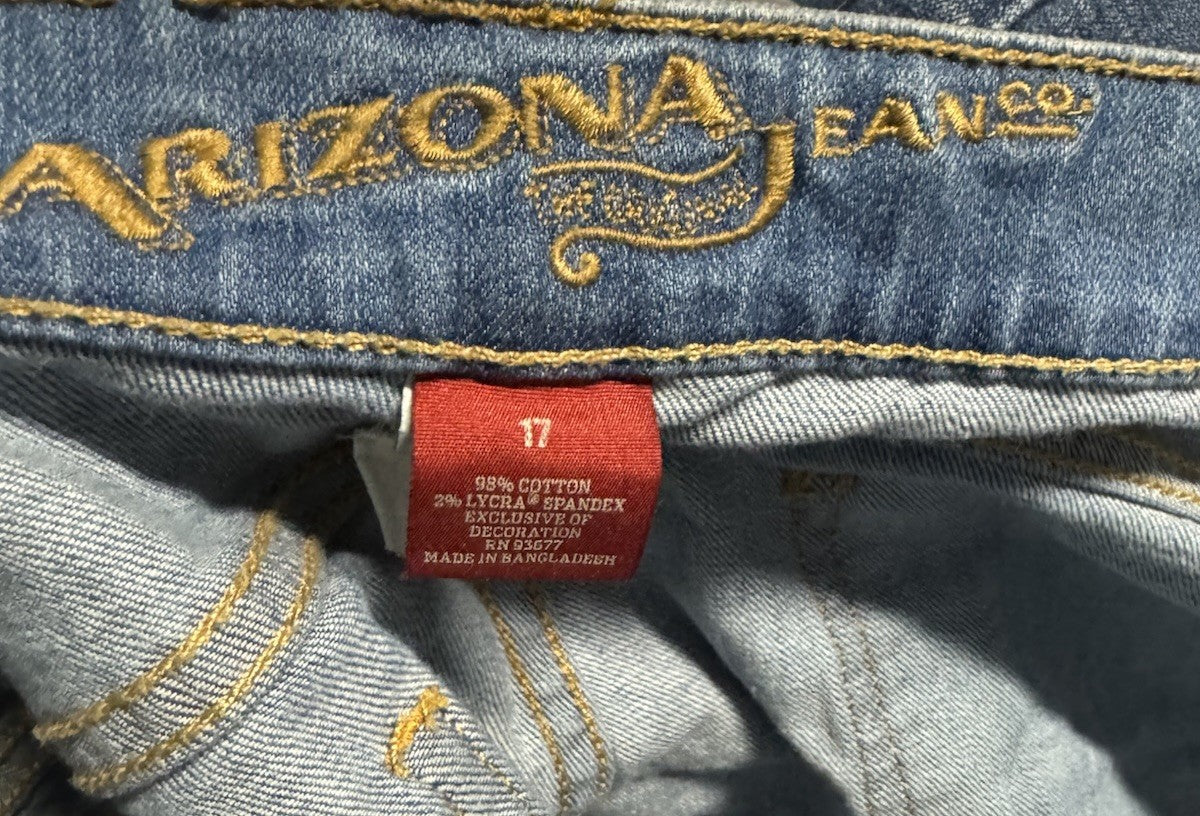 ARIZONA JEAN CO.
17
98% COTTON
2% LYCRA® SPANDEX
EXCLUSIVE OF
DECORATION
RN 93677
MADE IN BANGLADESH